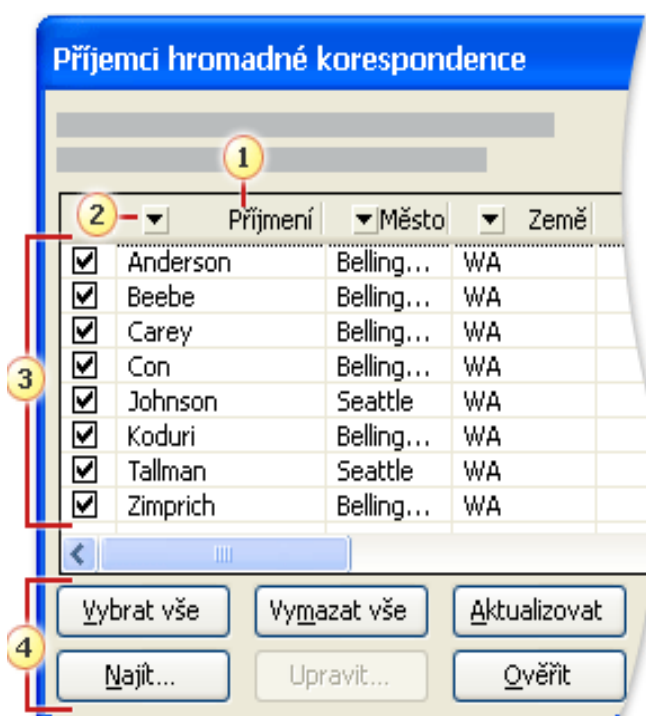 Příjemci hromadné korespondence
1
2 Příjmení Město Země
Anderson Belling... WA
Beebe Belling... WA
Carey Belling... WA
3 Con Belling... WA
Johnson Seattle WA
Koduri Belling... WA
Tallman Seattle WA
Zimprich Belling... WA
Vybrat vše Vymazat vše Aktualizovat
4
Najít... Upravit... Ověřit